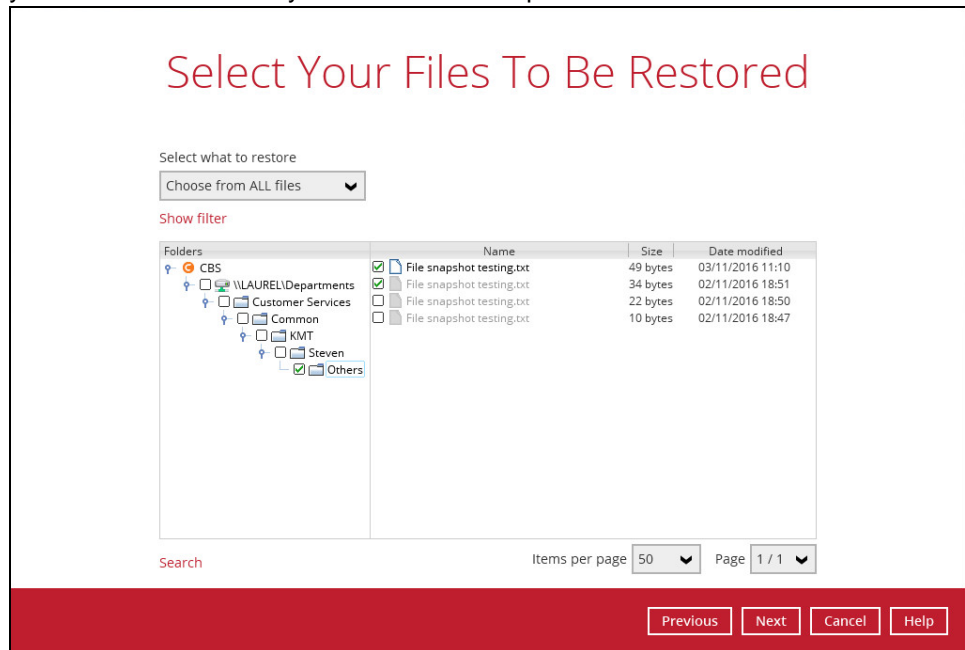 Select Your Files To Be Restored
Select what to restore
Choose from ALL files
Show filter
Folders Name Size Date modified
CBS File snapshot testing.txt 49 bytes 03/11/2016 11:10
\\LAUREL\Departments File snapshot testing.txt 34 bytes 02/11/2016 18:51
Customer Services File snapshot testing.txt 22 bytes 02/11/2016 18:50
Common File snapshot testing.txt 10 bytes 02/11/2016 18:47
KMT
Steven
Others
Search Items per page 50 Page 1 / 1
Previous Next Cancel Help